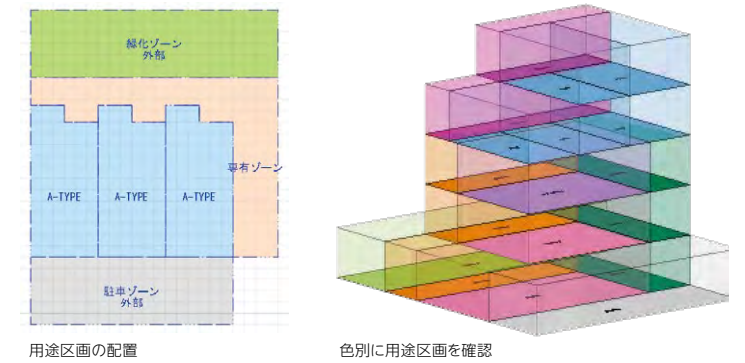 緑化ゾーン
外部
専有ゾーン
A-TYPE A-TYPE A-TYPE
駐車ゾーン
外部
用途区画の配置
色別に用途区画を確認